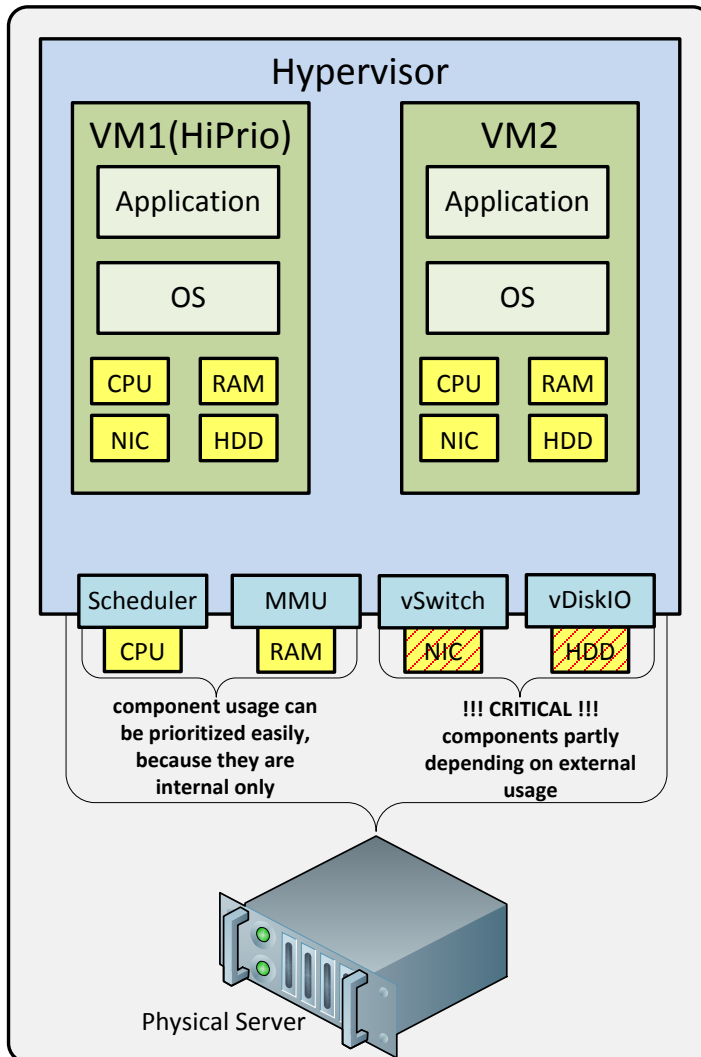 Hypervisor
VM1(HiPrio)
Application
OS
CPU RAM
NIC HDD
VM2
Application
OS
CPU RAM
NIC HDD
Scheduler MMU vSwitch vDiskIO
CPU RAM NIC HDD
component usage can
be prioritized easily,
because they are
internal only
!!! CRITICAL !!!
components partly
depending on external
usage
Physical Server